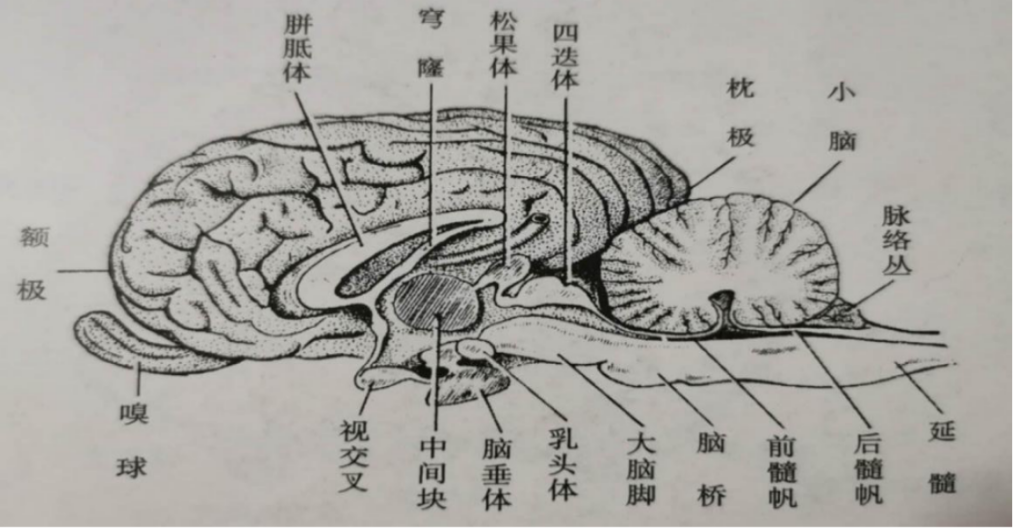 胼胝体
穹隆
松果体
四迭体
枕极
小脑
脉络丛
额极
嗅球
视交叉
中间块
脑垂体
乳头体
大脑脚
脑桥
前髓帆
后髓帆
延髓